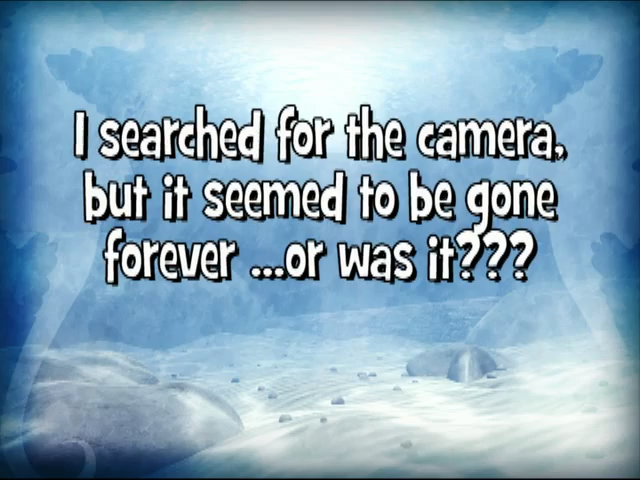 I searched for the camera,
but it seemed to be gone
forever ...or was it???